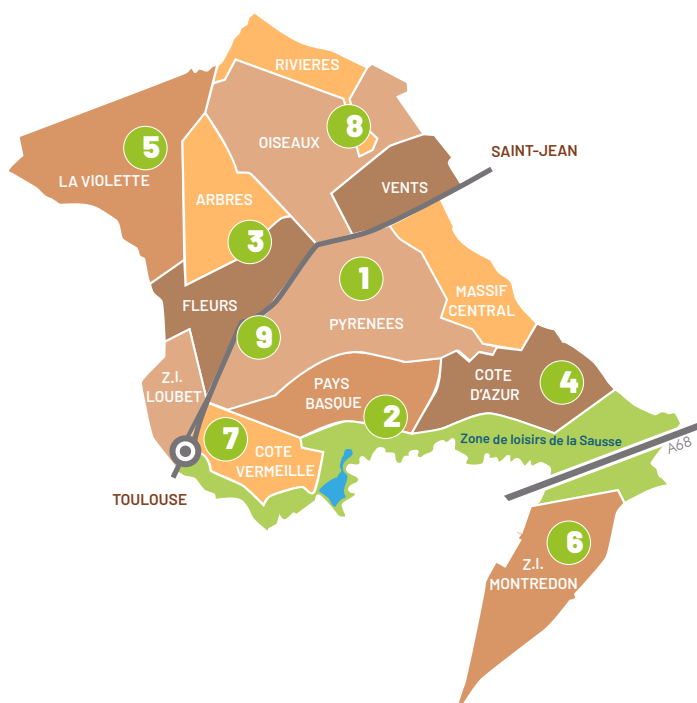 RIVIERES
8
OISEAUX
5
SAINT-JEAN
LA VIOLETTE
VENTS
ARBRES
3
1
MASSIF
CENTRAL
FLEURS
PYRENEES
9
Z.I.
LOUBET
PAYS
BASQUE
COTE
D'AZUR
4
2
7
COTE
VERMEILLE
Zone de loisirs de la Sausse
A68
TOULOUSE
6
Z.I.
MONTREDON